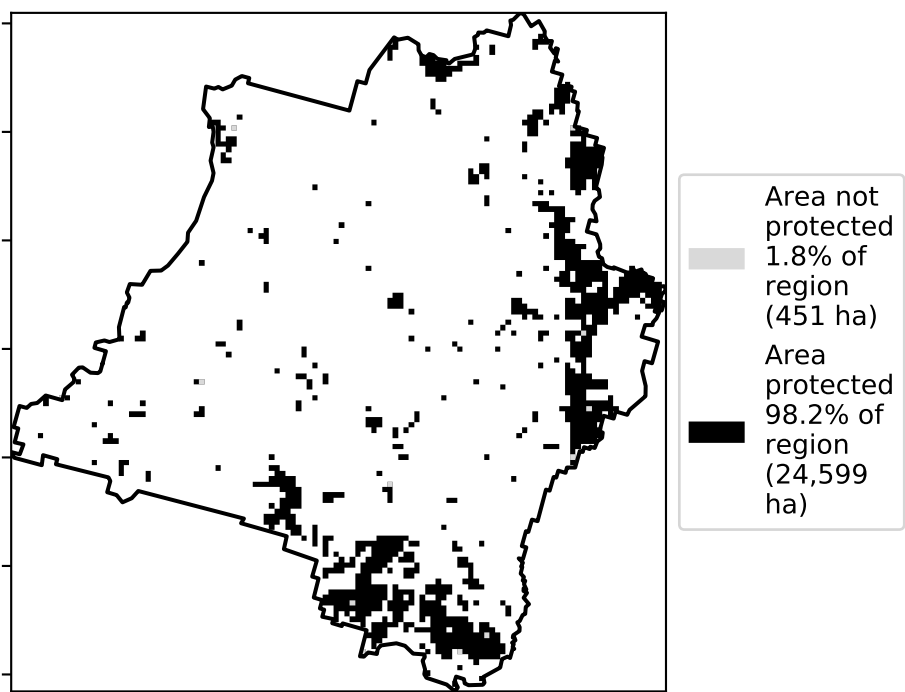 Area not
protected
1.8% of
region
(451 ha)
Area
protected
98.2% of
region
(24,599
ha)